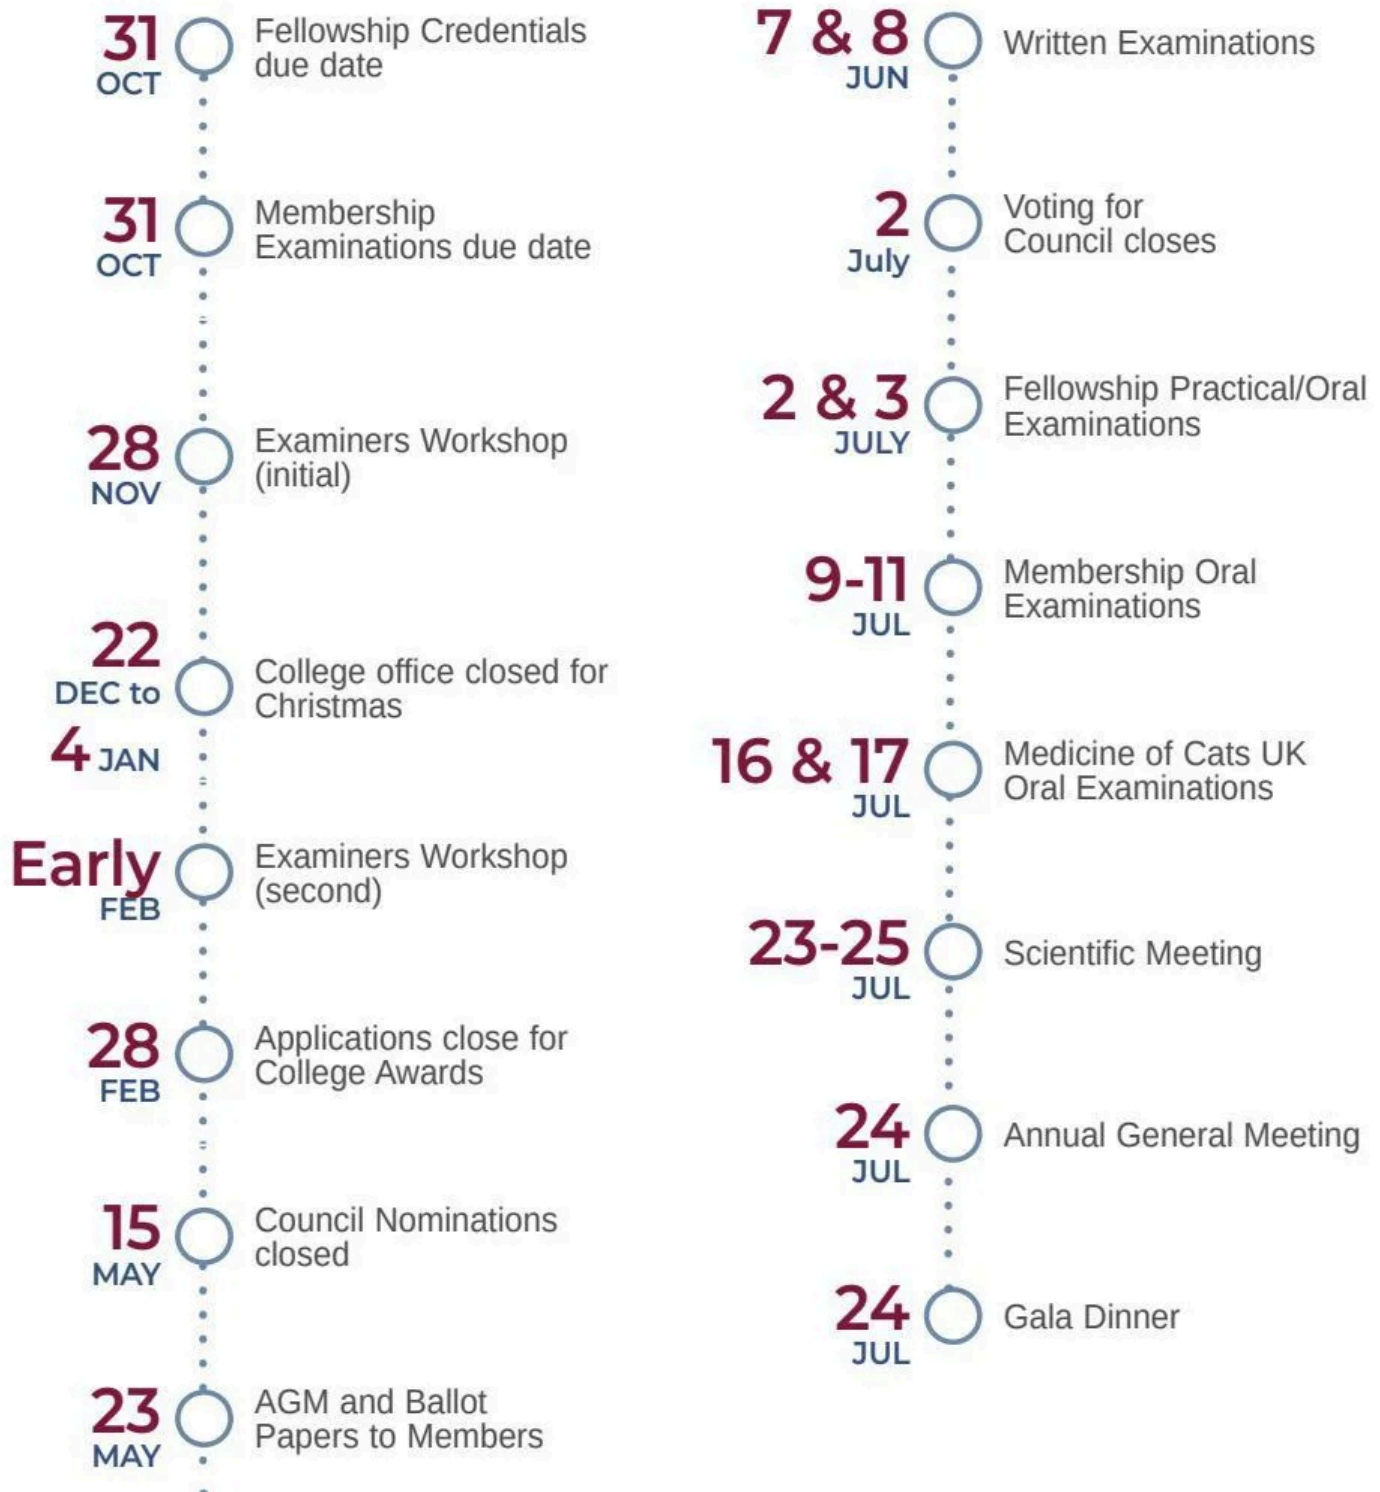 31
OCT
Fellowship Credentials
due date
31
OCT
Membership
Examinations due date
28
NOV
Examiners Workshop
(initial)
22
DEC to
4 JAN
College office closed for
Christmas
Early
FEB
Examiners Workshop
(second)
28
FEB
Applications close for
College Awards
15
MAY
Council Nominations
closed
23
MAY
AGM and Ballot
Papers to Members
7 & 8
JUN
Written Examinations
2
July
Voting for
Council closes
2 & 3
JULY
Fellowship Practical/Oral
Examinations
9-11
JUL
Membership Oral
Examinations
16 & 17
JUL
Medicine of Cats UK
Oral Examinations
23-25
JUL
Scientific Meeting
24
JUL
Annual General Meeting
24
JUL
Gala Dinner